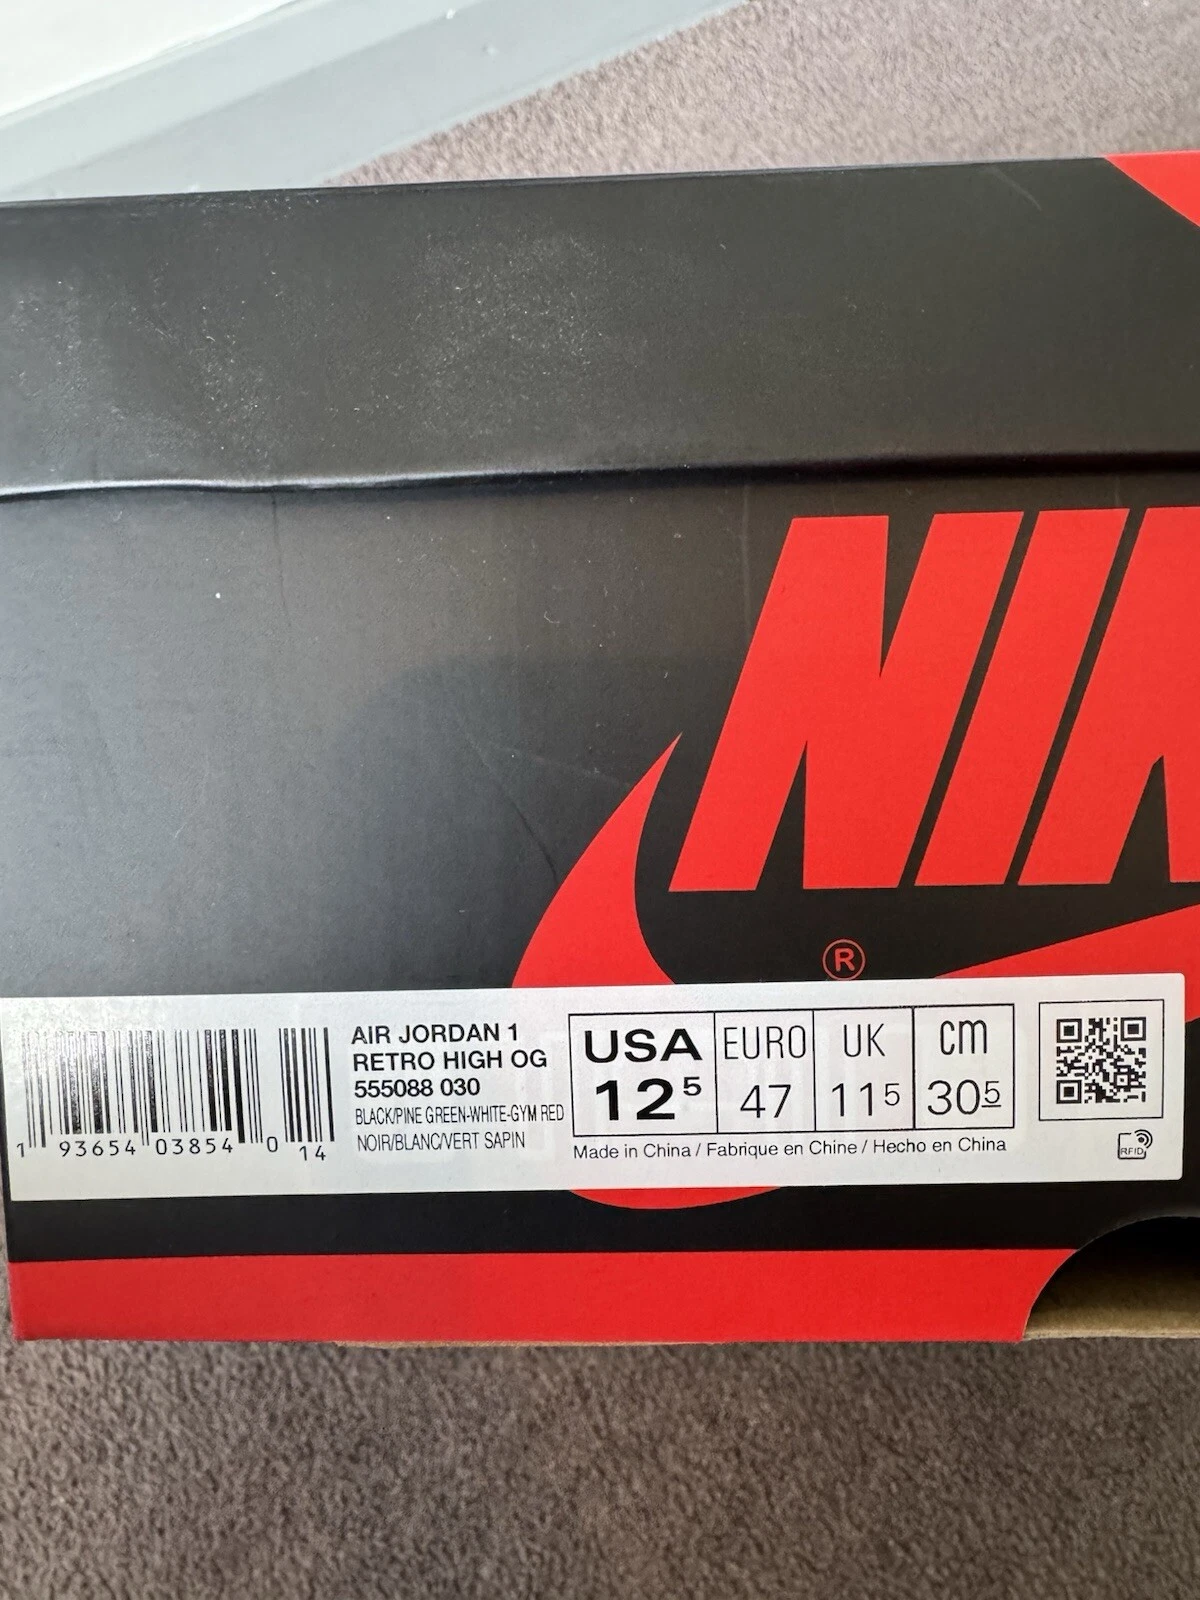 NIK
®
AIR JORDAN 1
RETRO HIGH OG
555088 030
BLACK/PINE GREEN-WHITE-GYM RED
NOIR/BLANC/VERT SAPIN
1 93654 03854 0 14
USA EURO UK cm
12⁵ 47 11⁵ 30⁵
Made in China / Fabrique en Chine / Hecho en China
RFID